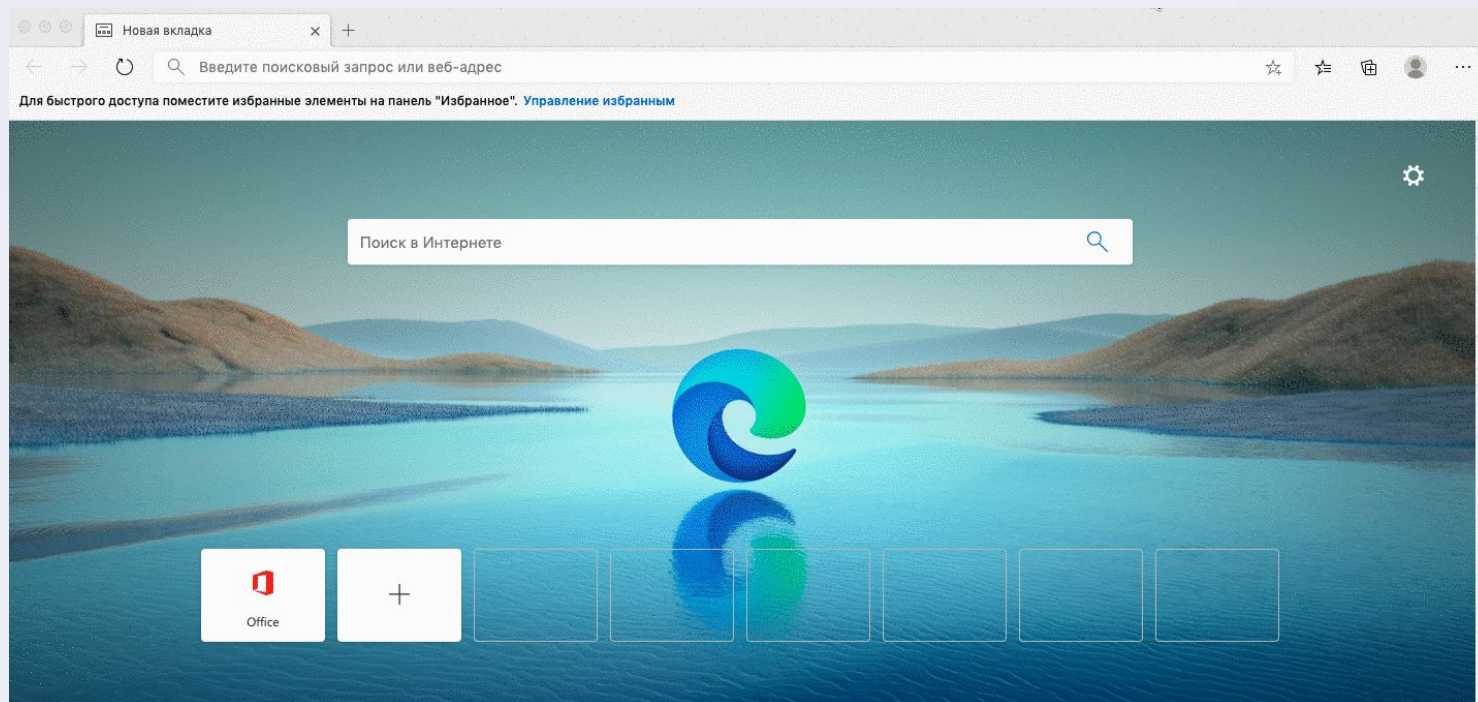 Новая вкладка
Введите поисковый запрос или веб-адрес
Для быстрого доступа поместите избранные элементы на панель "Избранное". Управление избранным
Поиск в Интернете
Office